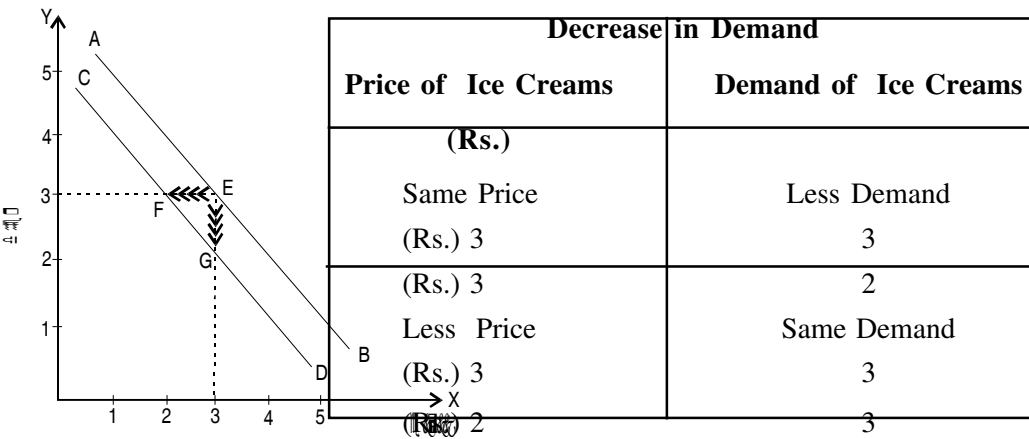 Decrease in Demand
Price of Ice Creams
Demand of Ice Creams
(Rs.)
Same Price
Less Demand
(Rs.) 3
3
(Rs.) 3
2
Less Price
Same Demand
(Rs.) 3
3
2
3
Y
A
5
C
4
3
E
F
2
G
1
B
D
X
1
2
3
4
5